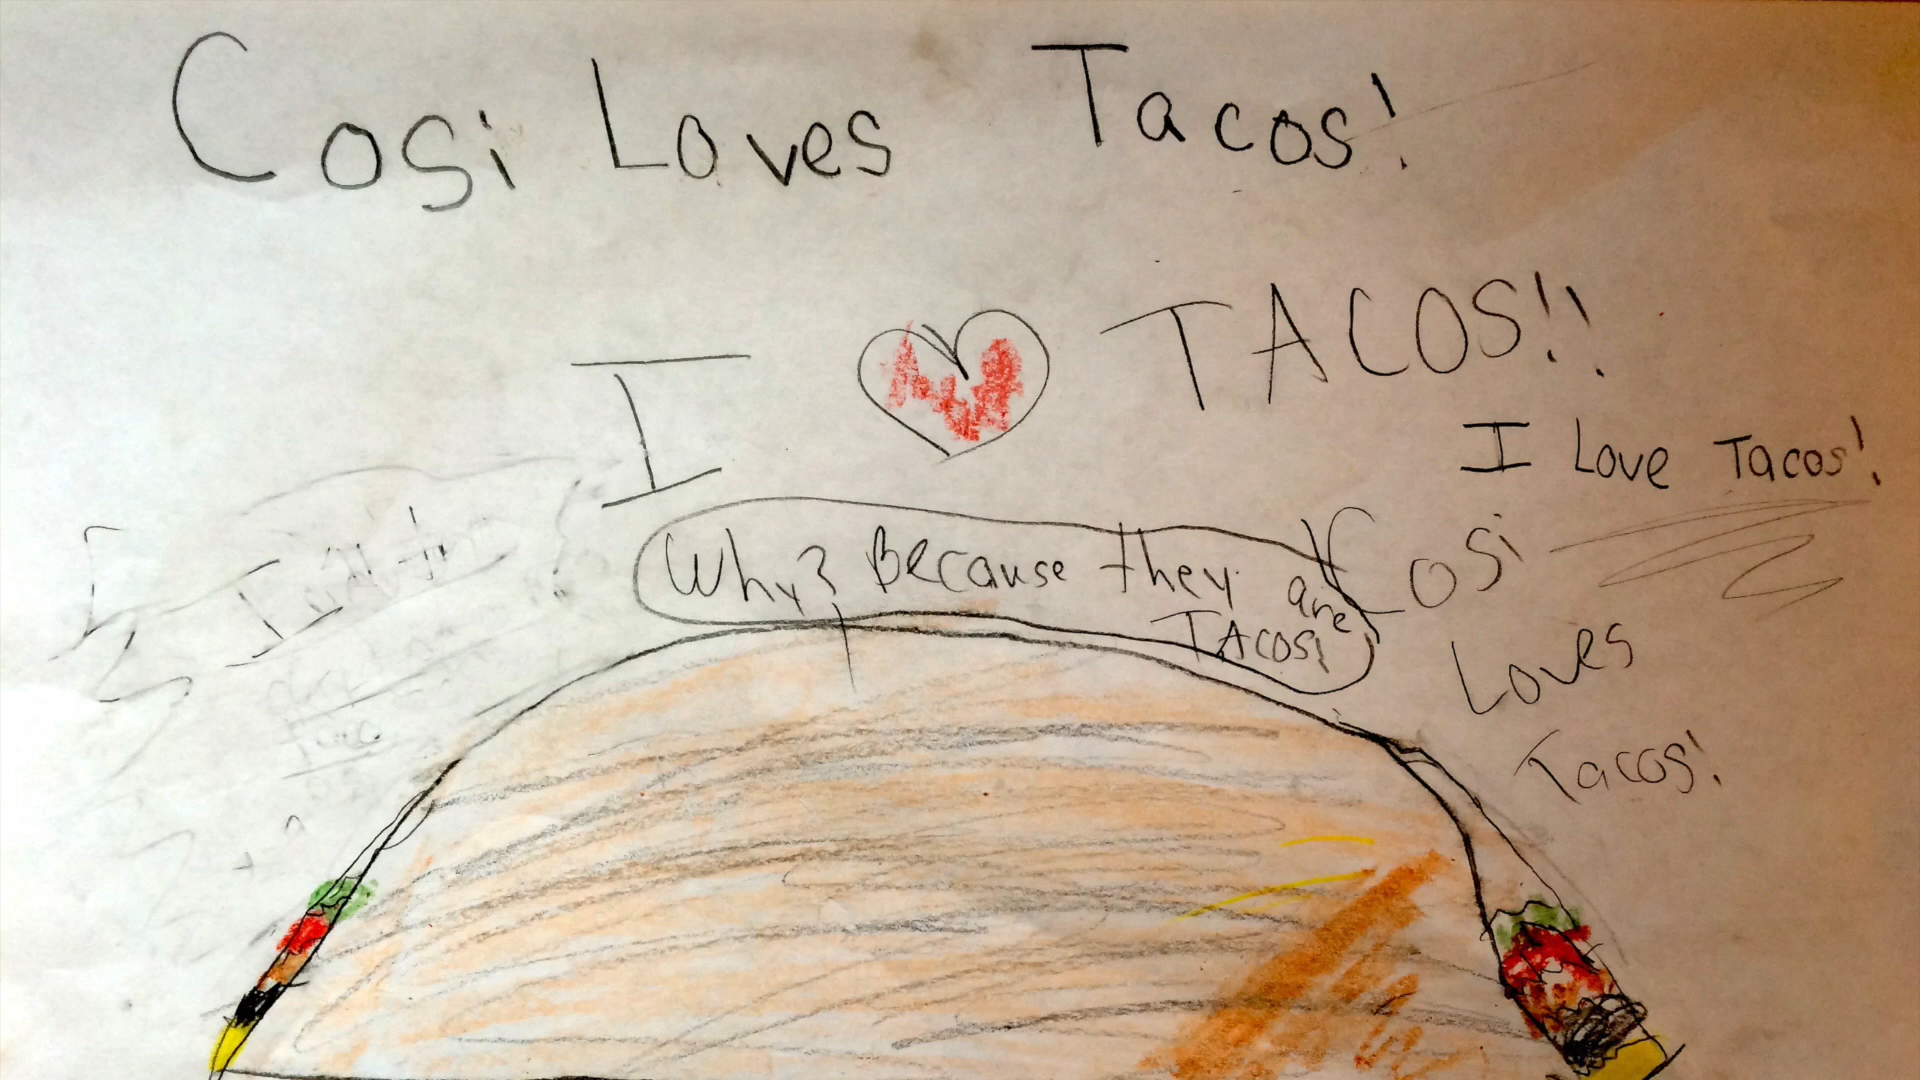 Cosi Loves Tacos!
I ♥ TACOS!!
I Love Tacos!
Why? Because they are
TACOS!
Cosi
Loves
Tacos!